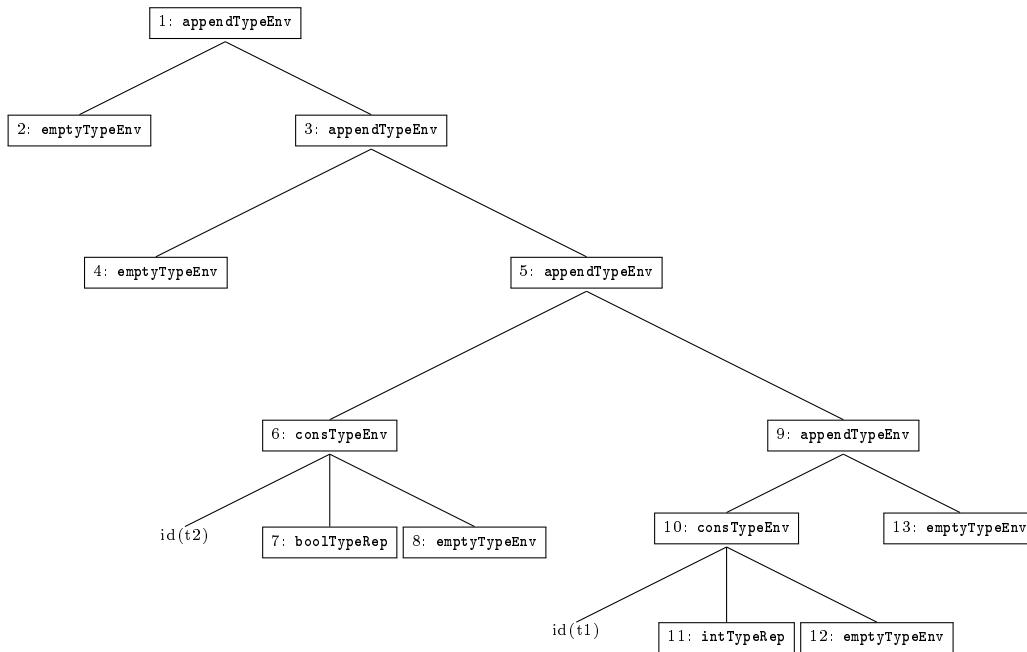 1: appendTypeEnv
2: emptyTypeEnv
3: appendTypeEnv
4: emptyTypeEnv
5: appendTypeEnv
6: consTypeEnv
9: appendTypeEnv
id(t2)
7: boolTypeRep
8: emptyTypeEnv
10: consTypeEnv
13: emptyTypeEnv
id(t1)
11: intTypeRep
12: emptyTypeEnv